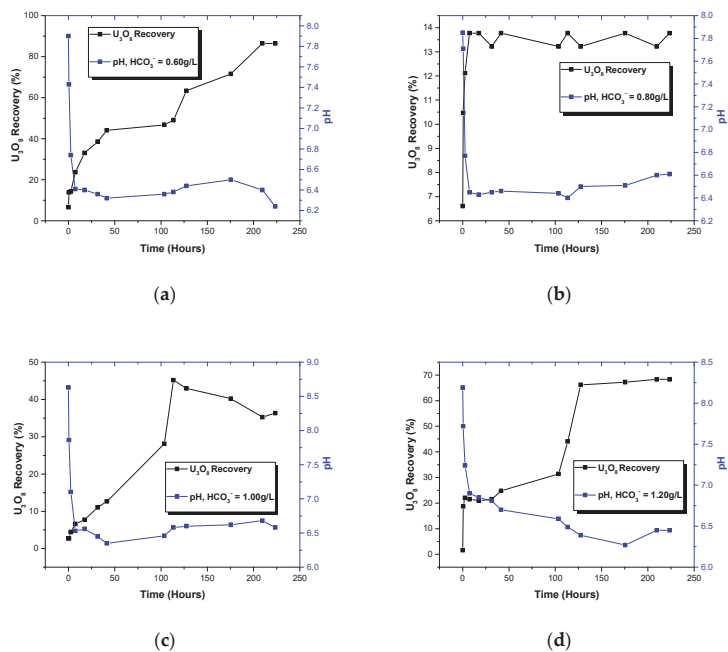 U₃O₈ Recovery
pH, HCO₃⁻ = 0.60g/L
U₃O₈ Recovery (%)
100
80
60
40
20
0
8.0
7.8
7.6
7.4
7.2
7.0
6.8
6.6
6.4
6.2
pH
0 50 100 150 200 250
Time (Hours)
(a)
U₃O₈ Recovery
pH, HCO₃⁻ = 0.80g/L
U₃O₈ Recovery (%)
14
13
12
11
10
9
8
7
6
8.0
7.8
7.6
7.4
7.2
7.0
6.8
6.6
6.4
6.2
pH
0 50 100 150 200 250
Time (Hours)
(b)
U₃O₈ Recovery
pH, HCO₃⁻ = 1.00g/L
U₃O₈ Recovery (%)
50
40
30
20
10
0
9.0
8.5
8.0
7.5
7.0
6.5
6.0
pH
0 50 100 150 200 250
Time (Hours)
(c)
U₃O₈ Recovery
pH, HCO₃⁻ = 1.20g/L
U₃O₈ Recovery (%)
70
60
50
40
30
20
10
0
8.5
8.0
7.5
7.0
6.5
6.0
pH
0 50 100 150 200 250
Time (Hours)
(d)